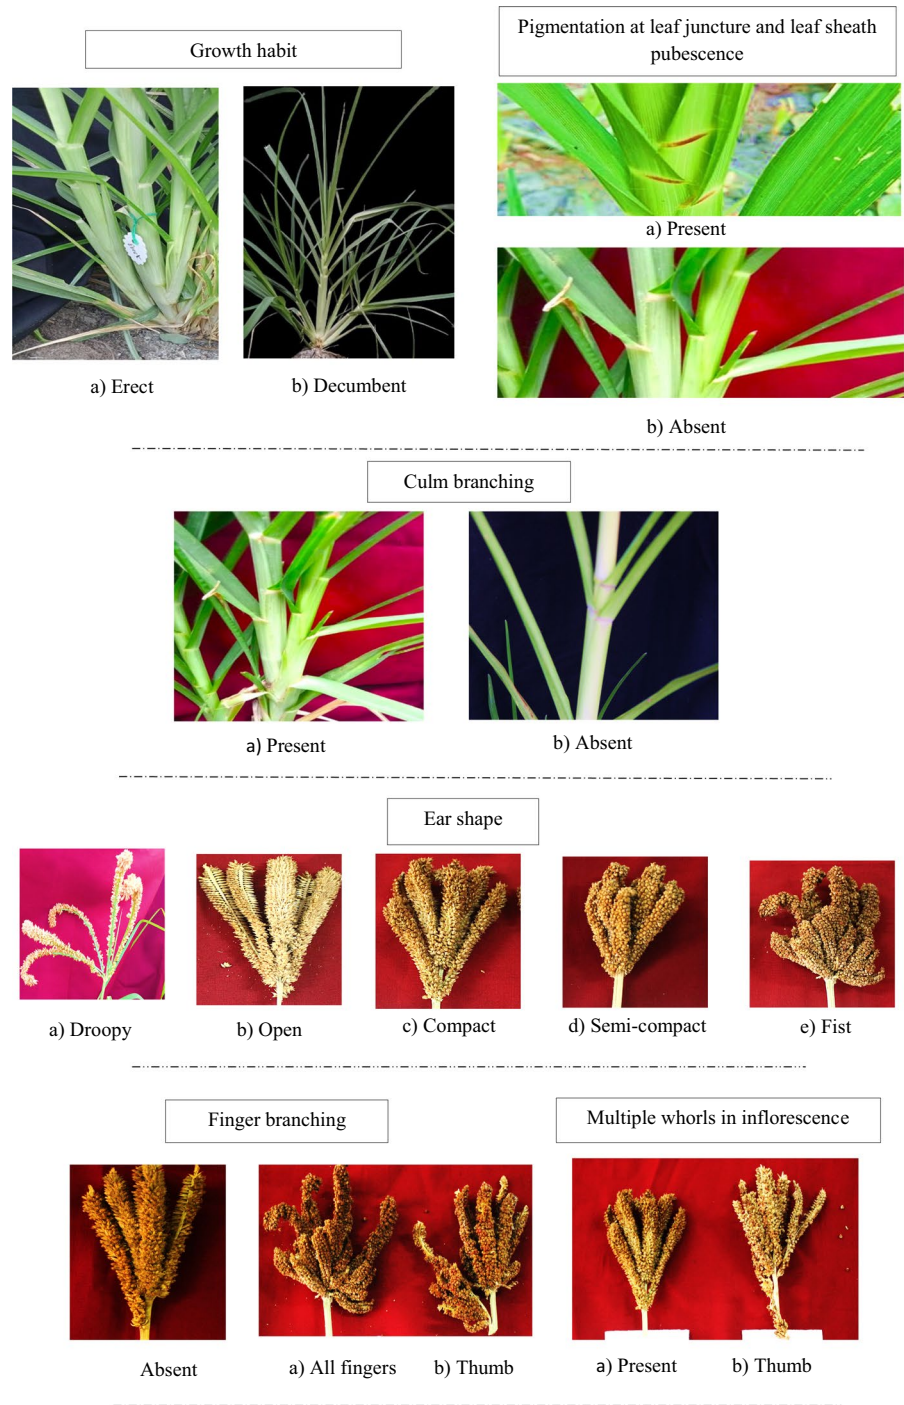 Growth habit
Pigmentation at leaf juncture and leaf sheath
pubescence
a) Present
a) Erect
b) Decumbent
b) Absent
Culm branching
a) Present
b) Absent
Ear shape
a) Droopy
b) Open
c) Compact
d) Semi-compact
e) Fist
Finger branching
Multiple whorls in inflorescence
Absent
a) All fingers
b) Thumb
a) Present
b) Thumb